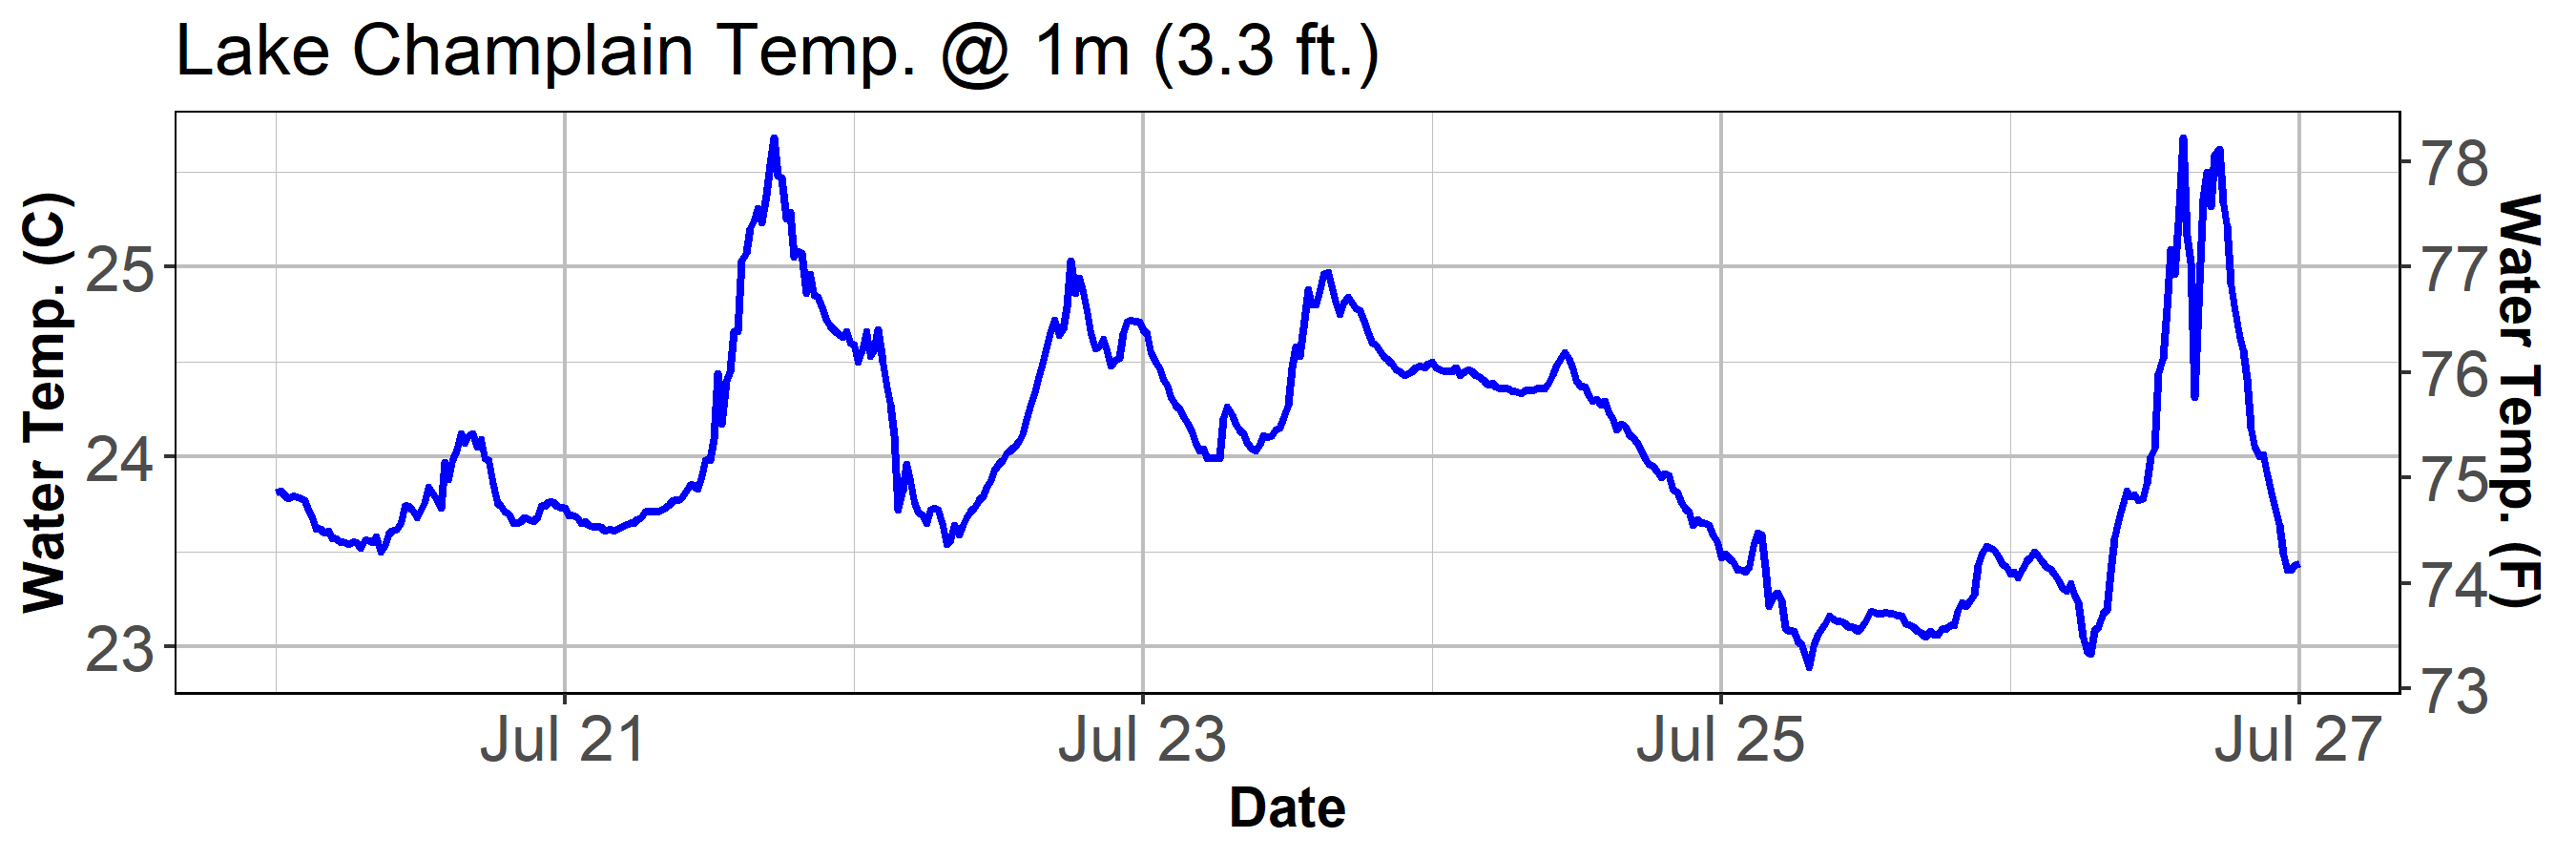 Lake Champlain Temp. @ 1m (3.3 ft.)
Water Temp. (C)
25
24
23
78
77
76
75
74
73
Water Temp. (F)
Jul 21
Jul 23
Jul 25
Jul 27
Date